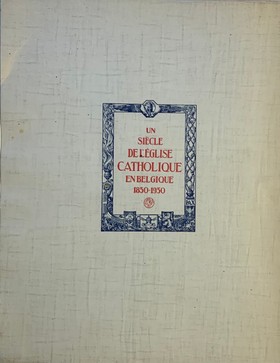 UN
SIÈCLE
DE L'ÉGLISE
CATHOLIQUE
EN BELGIQUE
1830-1930